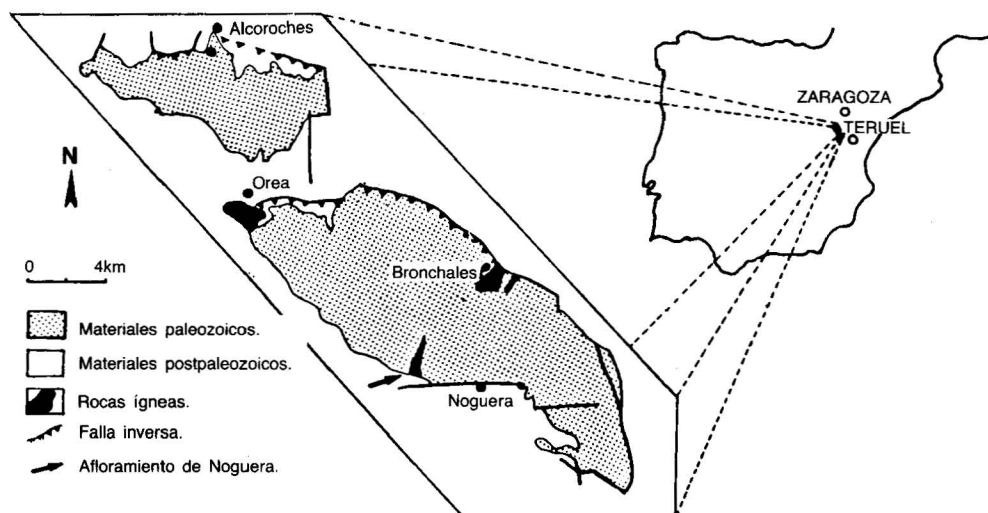 Alcoroches
ZARAGOZA
TERUEL
N
Orea
0 4km
Bronchales
Noguera
Materiales paleozoicos.
Materiales postpaleozoicos.
Rocas ígneas.
Falla inversa.
Afloramiento de Noguera.